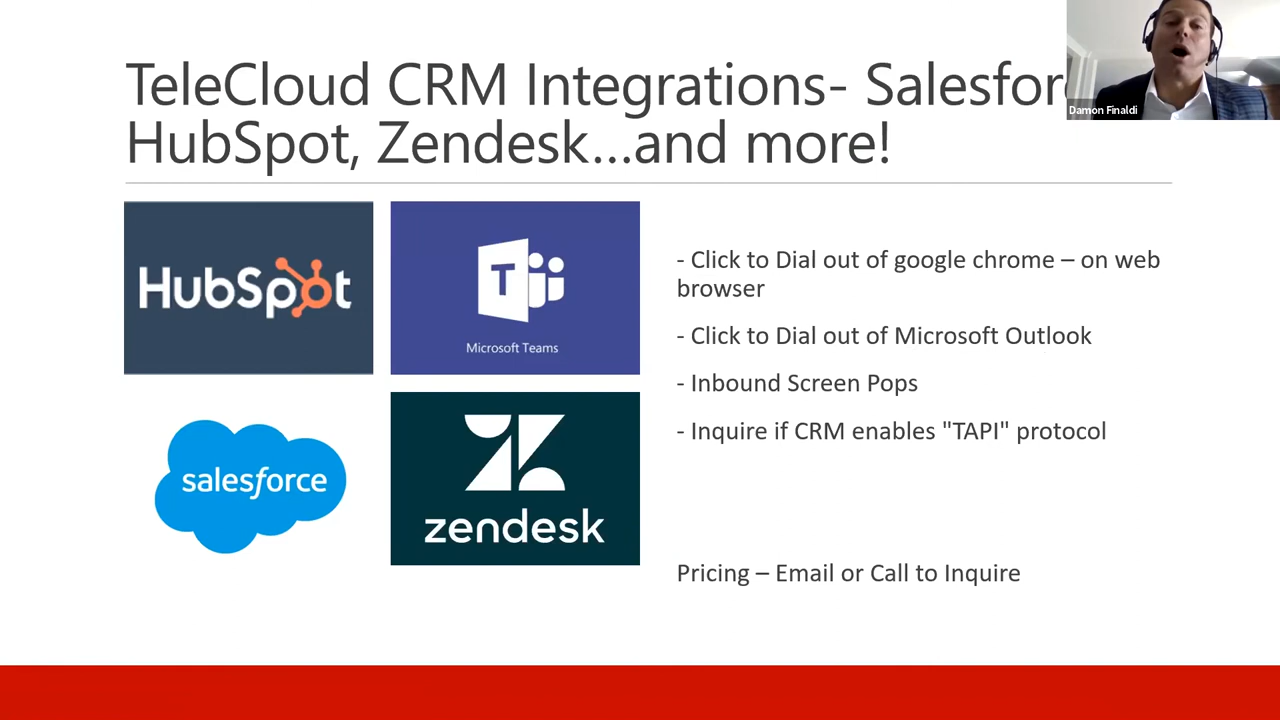 TeleCloud CRM Integrations- Salesfor
HubSpot, Zendesk...and more!
Damon Finaldi
HubSpot
T
Microsoft Teams
- Click to Dial out of google chrome – on web
browser
- Click to Dial out of Microsoft Outlook
- Inbound Screen Pops
- Inquire if CRM enables "TAPI" protocol
salesforce
zendesk
Pricing – Email or Call to Inquire